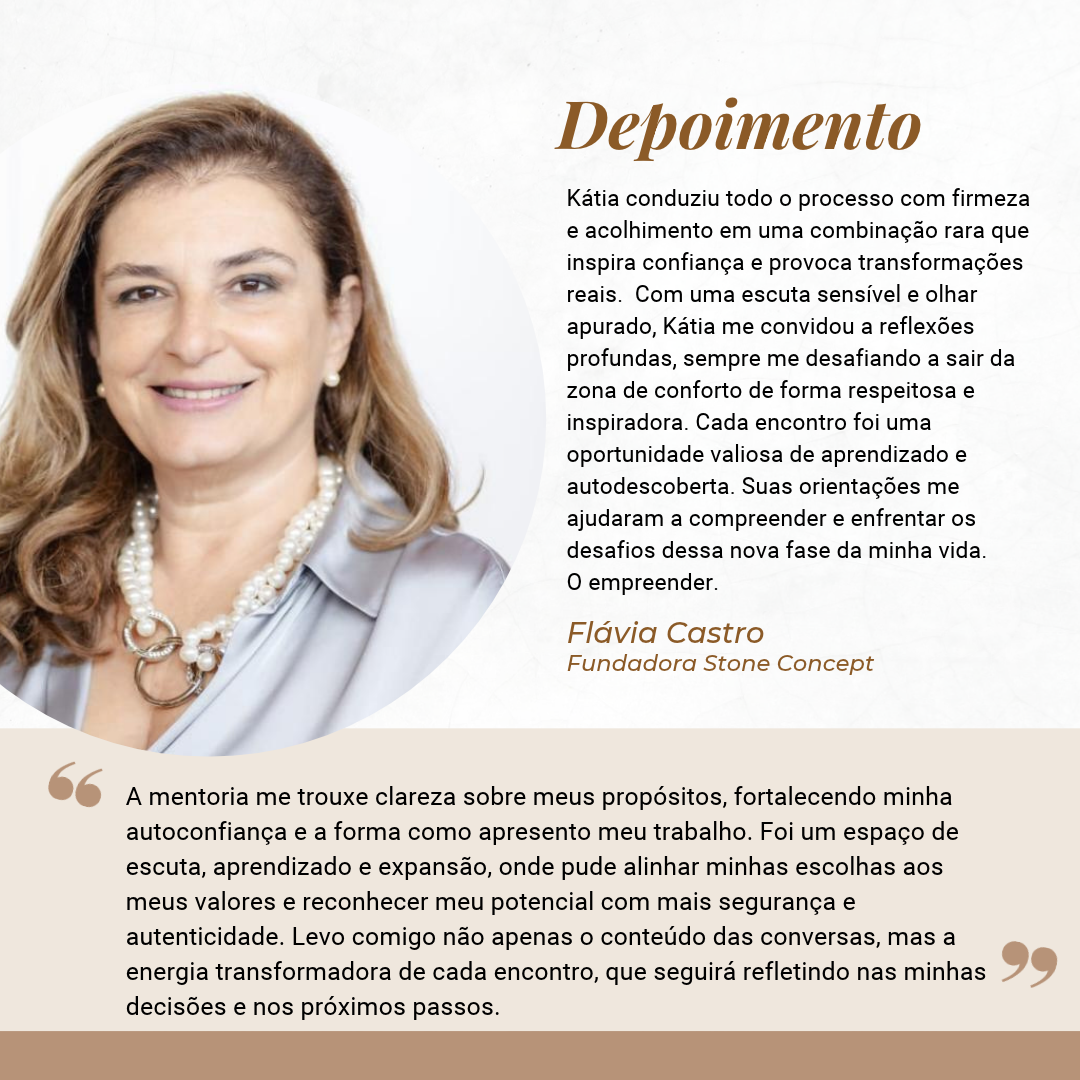 Depoimento
Kátia conduziu todo o processo com firmeza
e acolhimento em uma combinação rara que
inspira confiança e provoca transformações
reais.  Com uma escuta sensível e olhar
apurado, Kátia me convidou a reflexões
profundas, sempre me desafiando a sair da
zona de conforto de forma respeitosa e
inspiradora. Cada encontro foi uma
oportunidade valiosa de aprendizado e
autodescoberta. Suas orientações me
ajudaram a compreender e enfrentar os
desafios dessa nova fase da minha vida.
O empreender.
Flávia Castro
Fundadora Stone Concept
“ A mentoria me trouxe clareza sobre meus propósitos, fortalecendo minha
autoconfiança e a forma como apresento meu trabalho. Foi um espaço de
escuta, aprendizado e expansão, onde pude alinhar minhas escolhas aos
meus valores e reconhecer meu potencial com mais segurança e
autenticidade. Levo comigo não apenas o conteúdo das conversas, mas a
energia transformadora de cada encontro, que seguirá refletindo nas minhas
decisões e nos próximos passos. ”